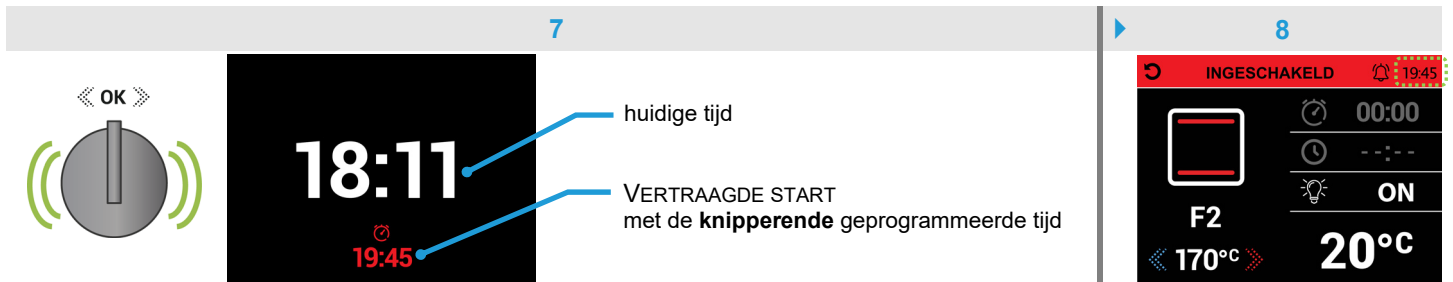 7
8
OK
18:11
19:45
huidige tijd
VERTRAAGDE START
met de knipperende geprogrammeerde tijd
INGESCHAKELD 19:45
00:00
--:--
ON
F2
170°C
20°C